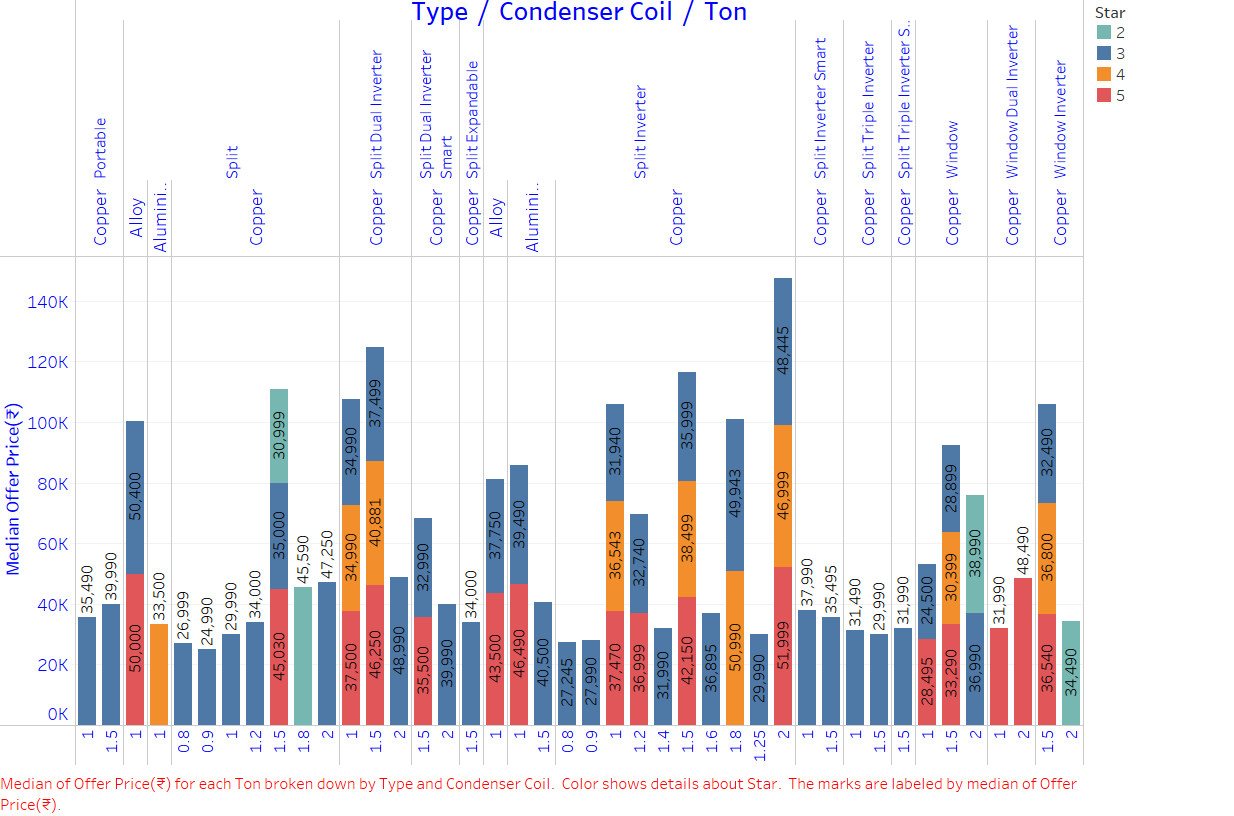 Type / Condenser Coil / Ton
Star
2
3
4
5
Portable
Split
Split Dual Inverter
Split Dual Inverter
Smart
Split Expandable
Split Inverter
Split Inverter Smart
Split Triple Inverter
Split Triple Inverter S..
Window
Window Dual Inverter
Window Inverter
Copper
Alloy
Alumini..
Copper
Copper
Copper
Copper
Alloy
Alumini..
Copper
Copper
Copper
Copper
Copper
Copper
Copper
Median Offer Price(₹)
140K
120K
100K
80K
60K
40K
20K
0K
35,490
39,990
50,400
50,000
33,500
26,999
24,990
29,990
34,000
30,999
35,000
45,030
45,590
47,250
34,990
34,990
37,500
37,499
40,881
46,250
48,990
32,990
35,500
39,990
34,000
37,750
43,500
39,490
46,490
40,500
27,245
27,990
31,940
36,543
37,470
32,740
36,999
31,990
35,999
38,499
42,150
36,895
49,943
50,990
29,990
48,445
46,999
51,999
37,990
35,495
31,490
29,990
31,990
24,500
28,495
28,899
30,399
33,290
38,990
36,990
31,990
48,490
32,490
36,800
36,540
34,490
1
1.5
1
1
0.8
0.9
1
1.2
1.5
1.8
2
1
1.5
2
1.5
2
1.5
1
1
1.5
0.8
0.9
1
1.2
1.4
1.5
1.6
1.8
1.25
2
1
1.5
1
1.5
1.5
1
1.5
2
1
2
1.5
2
Median of Offer Price(₹) for each Ton broken down by Type and Condenser Coil.  Color shows details about Star.  The marks are labeled by median of Offer
Price(₹).